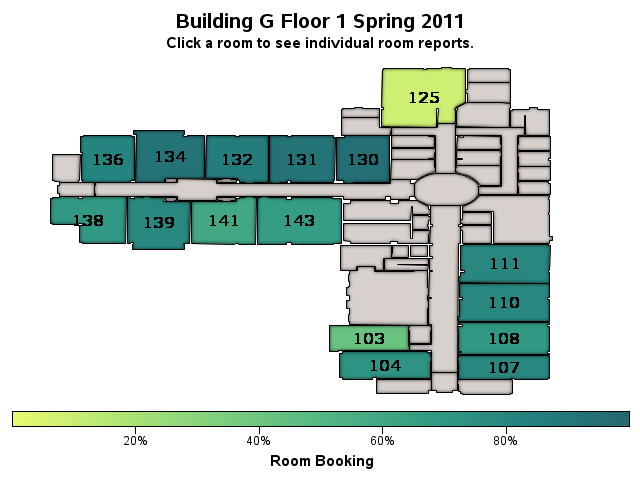 Building G Floor 1 Spring 2011
Click a room to see individual room reports.
125
136 134 132 131 130
138 139 141 143
111
110
103 108
104 107
20% 40% 60% 80%
Room Booking